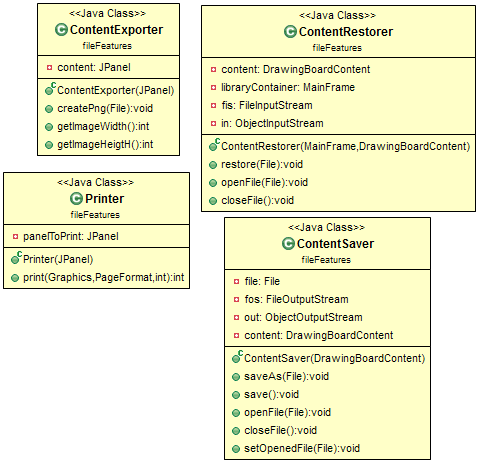 <<Java Class>>
ContentExporter
fileFeatures
content: JPanel
ContentExporter(JPanel)
createPng(File):void
getImageWidth():int
getImageHeigtH():int
<<Java Class>>
ContentRestorer
fileFeatures
content: DrawingBoardContent
libraryContainer: MainFrame
fis: FileInputStream
in: ObjectInputStream
ContentRestorer(MainFrame,DrawingBoardContent)
restore(File):void
openFile(File):void
closeFile():void
<<Java Class>>
Printer
fileFeatures
panelToPrint: JPanel
Printer(JPanel)
print(Graphics,PageFormat,int):int
<<Java Class>>
ContentSaver
fileFeatures
file: File
fos: FileOutputStream
out: ObjectOutputStream
content: DrawingBoardContent
ContentSaver(DrawingBoardContent)
saveAs(File):void
save():void
openFile(File):void
closeFile():void
setOpenedFile(File):void